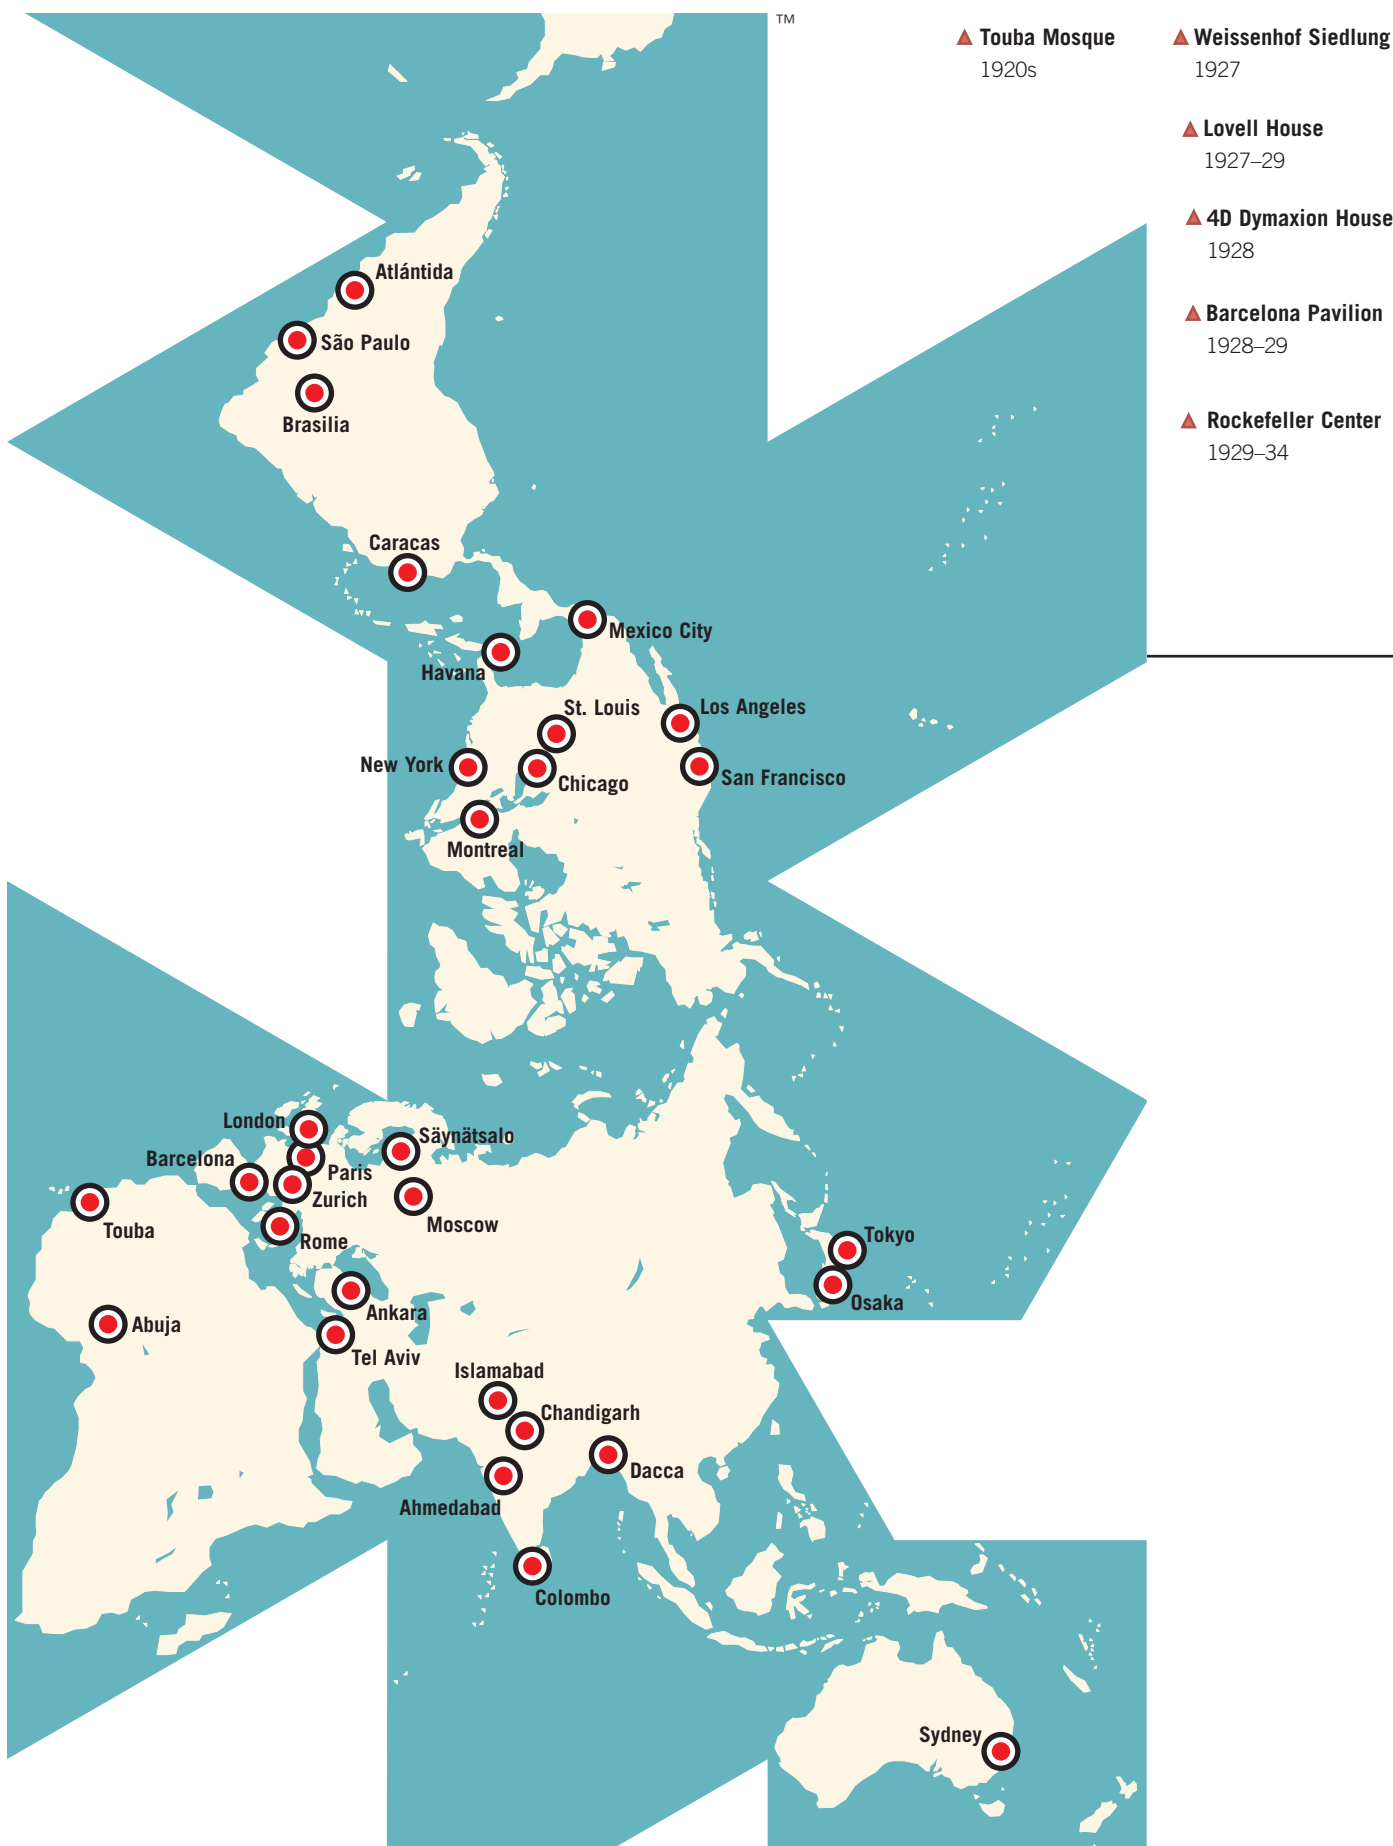 ™
Touba Mosque
1920s
Weissenhof Siedlung
1927
Lovell House
1927–29
4D Dymaxion House
1928
Barcelona Pavilion
1928–29
Rockefeller Center
1929–34
Atlántida
São Paulo
Brasilia
Caracas
Mexico City
Havana
St. Louis
Los Angeles
New York
Chicago
San Francisco
Montreal
London
Säynätsalo
Barcelona
Paris
Zurich
Touba
Moscow
Rome
Tokyo
Osaka
Ankara
Abuja
Tel Aviv
Islamabad
Chandigarh
Dacca
Ahmedabad
Colombo
Sydney